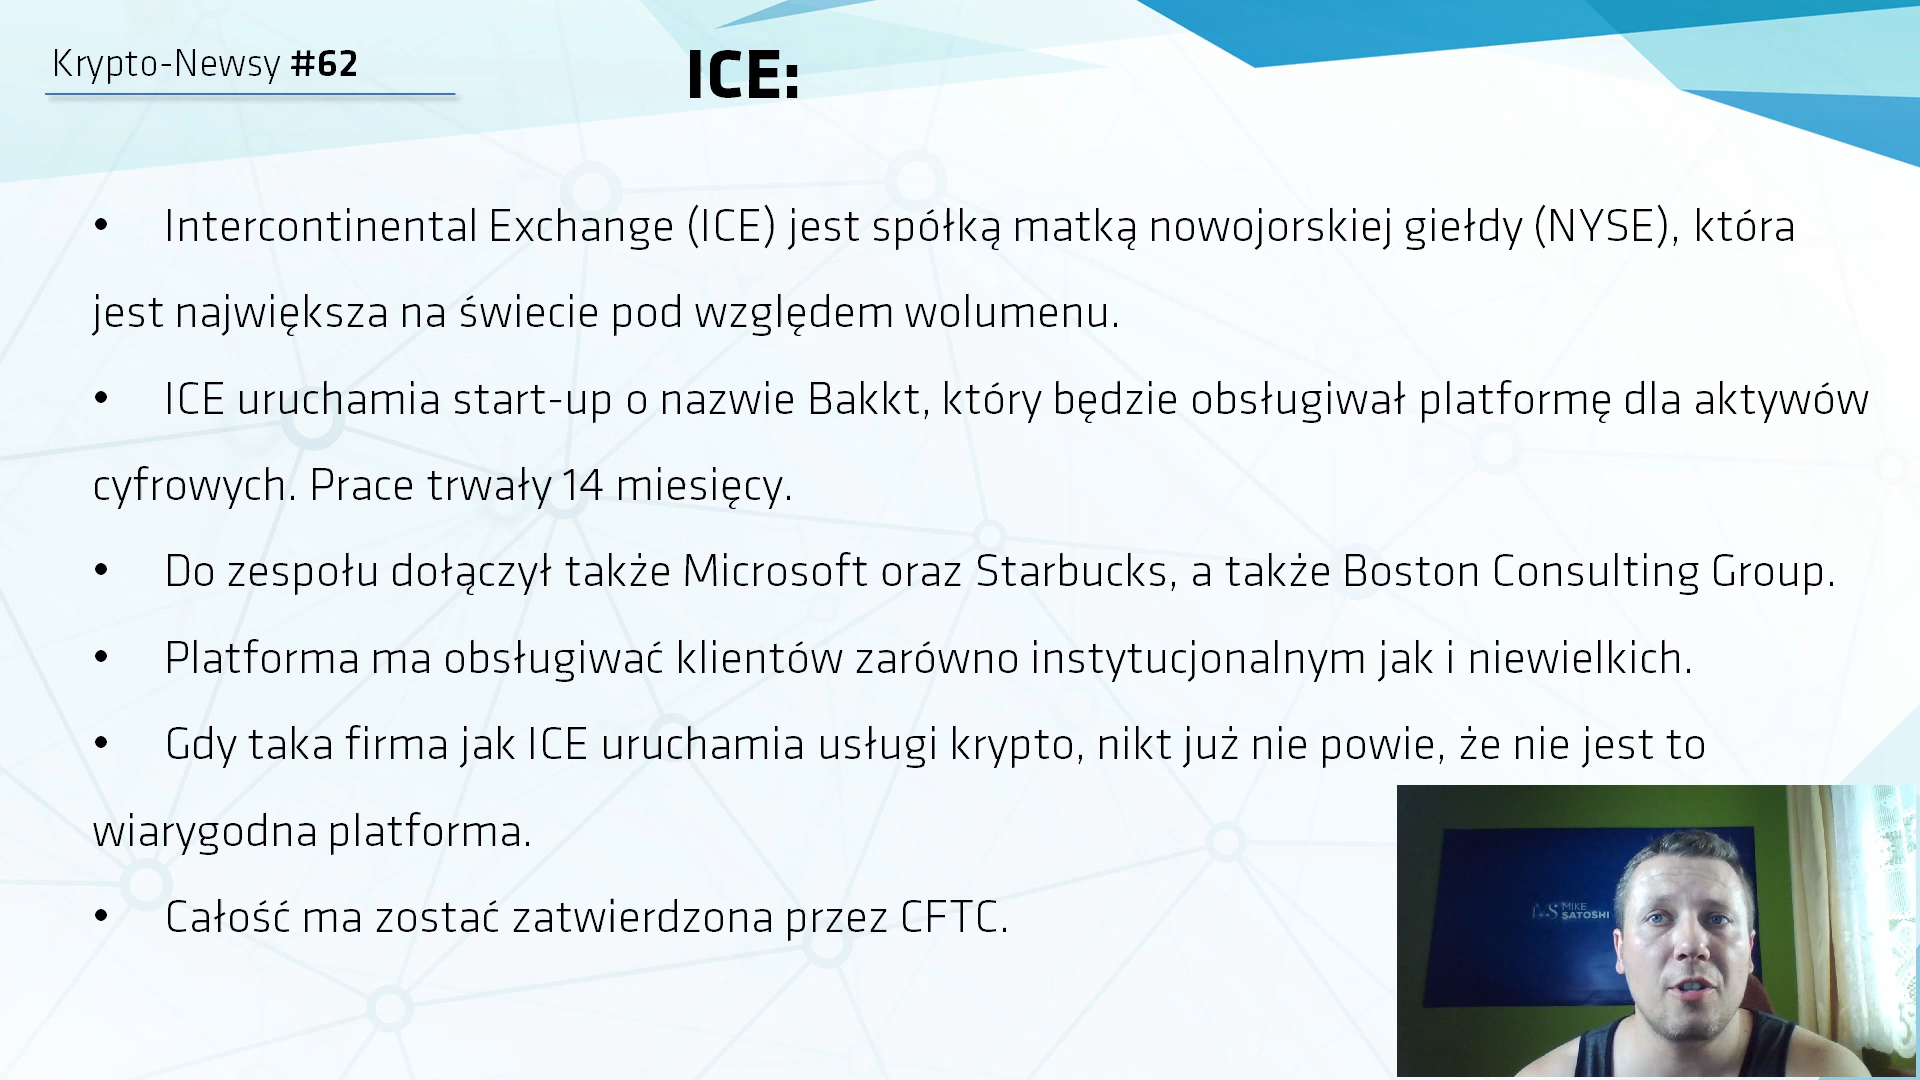 Krypto-Newsy #62
ICE:
• Intercontinental Exchange (ICE) jest spółką matką nowojorskiej giełdy (NYSE), która
jest największa na świecie pod względem wolumenu.
• ICE uruchamia start-up o nazwie Bakkt, który będzie obsługiwał platformę dla aktywów
cyfrowych. Prace trwały 14 miesięcy.
• Do zespołu dołączył także Microsoft oraz Starbucks, a także Boston Consulting Group.
• Platforma ma obsługiwać klientów zarówno instytucjonalnym jak i niewielkich.
• Gdy taka firma jak ICE uruchamia usługi krypto, nikt już nie powie, że nie jest to
wiarygodna platforma.
• Całość ma zostać zatwierdzona przez CFTC.
MS MIKE
SATOSHI